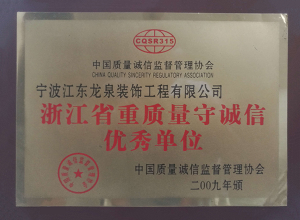 CQSR315
中国质量诚信监督管理协会
CHINA QUALITY SINCERITY REGULATORY ASSOCIATION
宁波江东龙泉装饰工程有限公司
浙江省重质量守诚信
优秀单位
中国质量诚信监督管理协会
二00九年颁